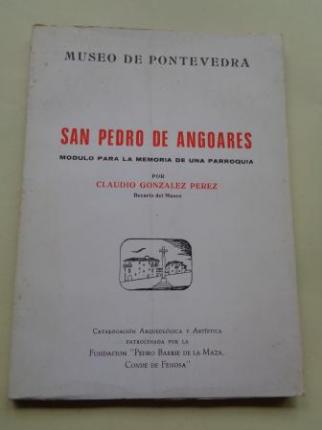 MUSEO DE PONTEVEDRA
SAN PEDRO DE ANGOARES
MODULO PARA LA MEMORIA DE UNA PARROQUIA
POR
CLAUDIO GONZALEZ PEREZ
Becario del Museo
CATALOGACIÓN ARQUEOLÓGICA Y ARTÍSTICA
PATROCINADA POR LA
FUNDACION "PEDRO BARRIE DE LA MAZA,
CONDE DE FENOSA"